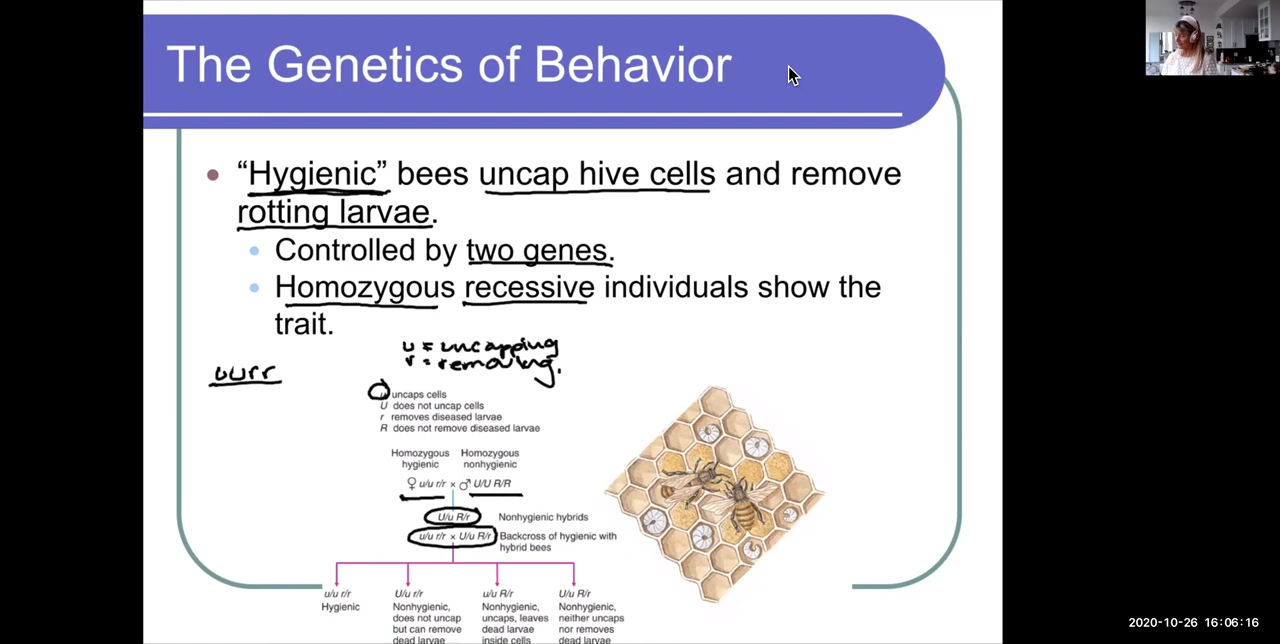 The Genetics of Behavior
“Hygienic” bees uncap hive cells and remove
rotting larvae.
Controlled by two genes.
Homozygous recessive individuals show the
trait.
u = uncapping
r = removing.
uurr
uncaps cells
U does not uncap cells
r removes diseased larvae
R does not remove diseased larvae
Homozygous hygienic
Homozygous nonhygienic
♀ u/u r/r × ♂ U/U R/R
U/u R/r Nonhygienic hybrids
u/u r/r × U/u R/r Backcross of hygienic with
hybrid bees
u/u r/r
Hygienic
U/u r/r
Nonhygienic,
does not uncap
but can remove
dead larvae
u/u R/r
Nonhygienic,
uncaps, leaves
dead larvae
inside cells
U/u R/r
Nonhygienic,
neither uncaps
nor removes
dead larvae
2020-10-26 16:06:16